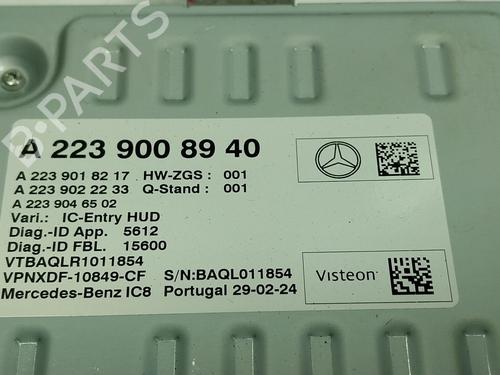 A 223 900 89 40
A 223 901 82 17 HW-ZGS : 001
A 223 902 22 33 Q-Stand : 001
A 223 904 65 02
Vari.: IC-Entry HUD
Diag.-ID App. 5612
Diag.-ID FBL. 15600
VTBAQLR1011854
VPNXDF-10849-CF S/N:BAQL011854
Mercedes-Benz IC8 Portugal 29-02-24
Visteon
B-PARTS